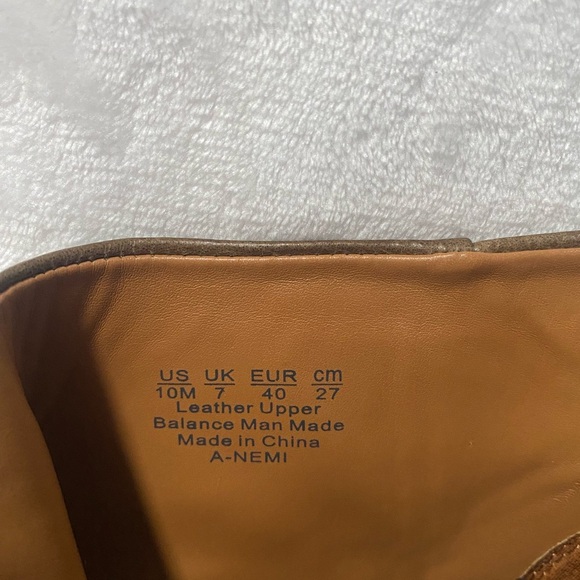 US UK EUR cm
10M 7 40 27
Leather Upper
Balance Man Made
Made in China
A-NEMI